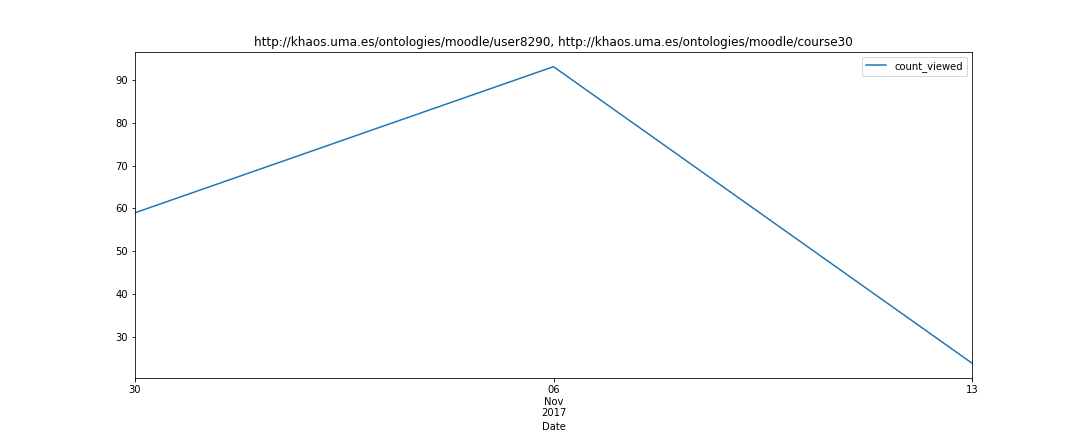 http://khaos.uma.es/ontologies/moodle/user8290, http://khaos.uma.es/ontologies/moodle/course30
count_viewed
90
80
70
60
50
40
30
30 06 13
Nov
2017
Date